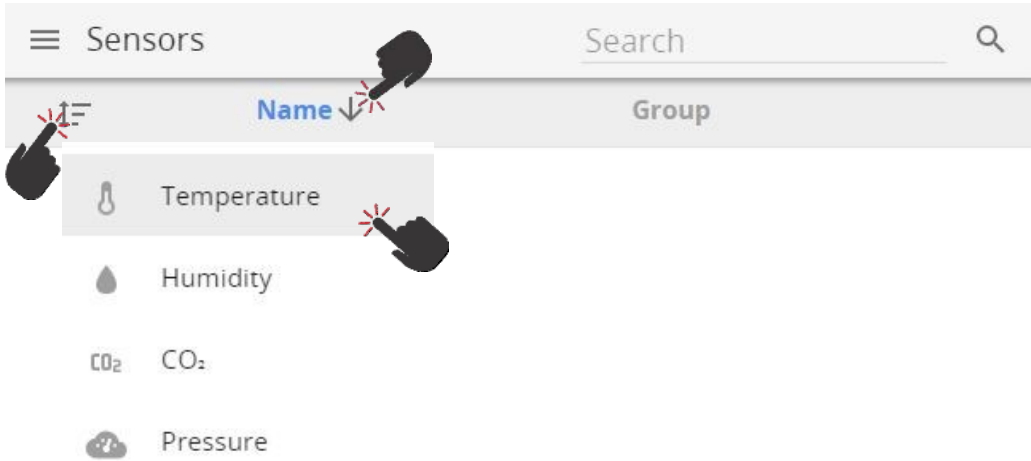 Sensors Search
Name Group
Temperature
Humidity
CO₂ CO₂
Pressure